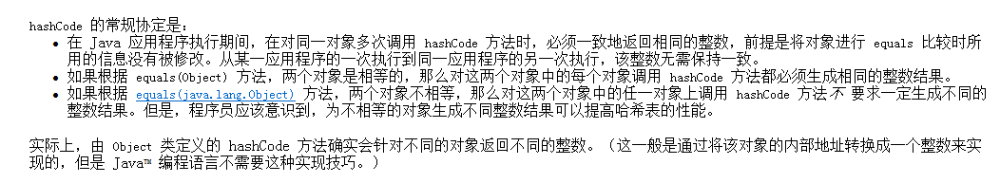 hashCode 的常规协定是：
• 在 Java 应用程序执行期间，在对同一对象多次调用 hashCode 方法时，必须一致地返回相同的整数，前提是将对象进行 equals 比较时所
用的信息没有被修改。从某一应用程序的一次执行到同一应用程序的另一次执行，该整数无需保持一致。
• 如果根据 equals(Object) 方法，两个对象是相等的，那么对这两个对象中的每个对象调用 hashCode 方法都必须生成相同的整数结果。
• 如果根据 equals(java.lang.Object) 方法，两个对象不相等，那么对这两个对象中的任一对象上调用 hashCode 方法不 要求一定生成不同的
整数结果。但是，程序员应该意识到，为不相等的对象生成不同整数结果可以提高哈希表的性能。
实际上，由 Object 类定义的 hashCode 方法确实会针对不同的对象返回不同的整数。（这一般是通过将该对象的内部地址转换成一个整数来实
现的，但是 Java™ 编程语言不需要这种实现技巧。）